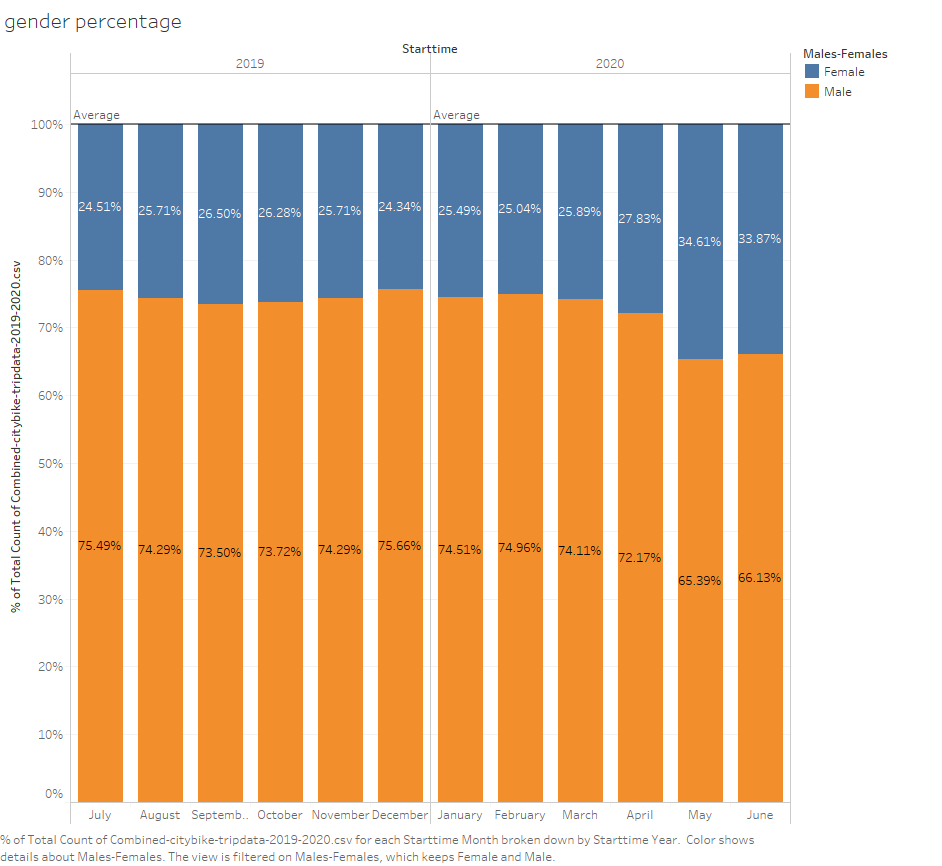 gender percentage
Starttime
2019 2020
Males-Females
Female
Male
Average Average
% of Total Count of Combined-citybike-tripdata-2019-2020.csv
100%
90%
80%
70%
60%
50%
40%
30%
20%
10%
0%
24.51% 25.71% 26.50% 26.28% 25.71% 24.34% 25.49% 25.04% 25.89% 27.83% 34.61% 33.87%
75.49% 74.29% 73.50% 73.72% 74.29% 75.66% 74.51% 74.96% 74.11% 72.17% 65.39% 66.13%
July August Septemb.. October November December January February March April May June
% of Total Count of Combined-citybike-tripdata-2019-2020.csv for each Starttime Month broken down by Starttime Year. Color shows
details about Males-Females. The view is filtered on Males-Females, which keeps Female and Male.